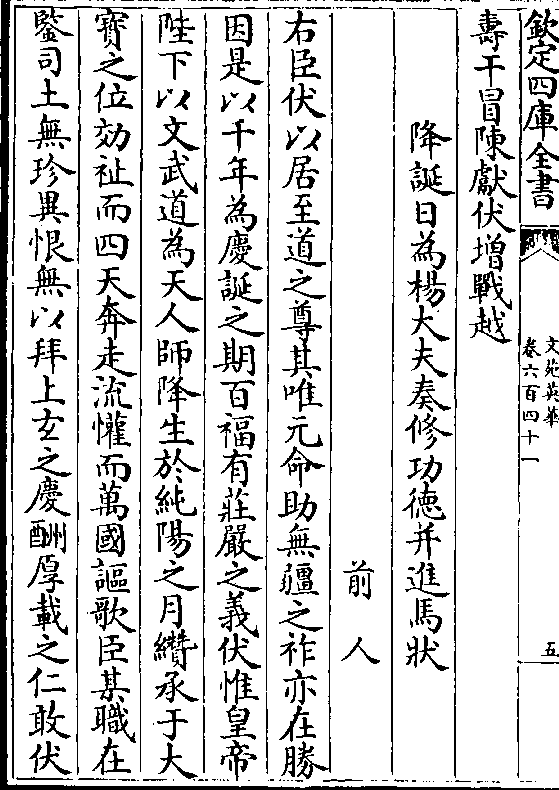 欽定四庫全書
文苑英華
卷六百四十一
五
壽干冒陳獻伏增戰越
降誕日為楊大夫奏修功德并進馬狀
前人
右臣伏以居至道之尊其唯元命助無疆之祚亦在勝
因是以千年為慶誕之期百福有莊嚴之義伏惟皇帝
陛下以文武道為天人師降生於純陽之月纘承于大
寳之位効祉而四天奔走流懽而萬國謳歌臣某職在
監司土無珍異恨無以拜上𤣥之慶酬厚載之仁敢伏